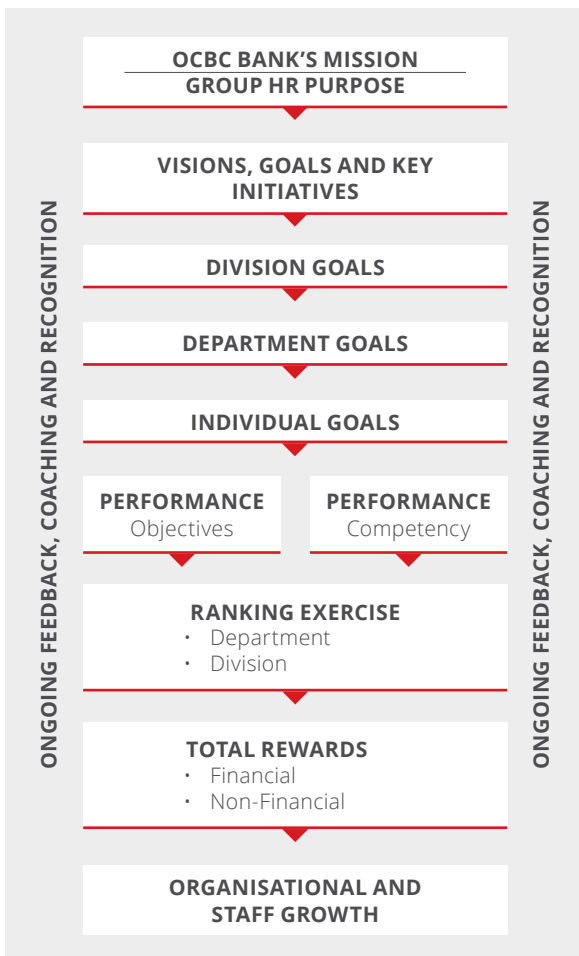 OCBC BANK’S MISSION
GROUP HR PURPOSE
VISIONS, GOALS AND KEY
INITIATIVES
DIVISION GOALS
DEPARTMENT GOALS
INDIVIDUAL GOALS
PERFORMANCE
Objectives
PERFORMANCE
Competency
RANKING EXERCISE
• Department
• Division
TOTAL REWARDS
• Financial
• Non-Financial
ORGANISATIONAL AND
STAFF GROWTH
ONGOING FEEDBACK, COACHING AND RECOGNITION
ONGOING FEEDBACK, COACHING AND RECOGNITION